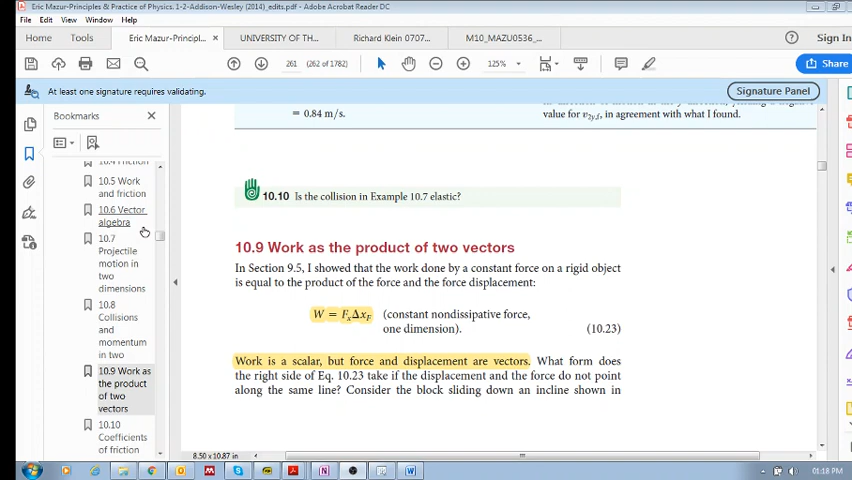 Eric Mazur-Principles & Practice of Physics. 1-2-Addison-Wesley (2014)_edits.pdf - Adobe Acrobat Reader DC
File Edit View Window Help
Home Tools Eric Mazur-Principl... × UNIVERSITY OF TH... Richard Klein 0707... M10_MAZU0536_... Sign In
261 (262 of 1782) 125% Share
At least one signature requires validating. Signature Panel
Bookmarks ×
10.4 Friction
10.5 Work
and friction
10.6 Vector
algebra
10.7
Projectile
motion in
two
dimensions
10.8
Collisions
and
momentum
in two
10.9 Work as
the product
of two
vectors
10.10
Coefficients
of friction
= 0.84 m/s.
value for v2y,f, in agreement with what I found.
10.10 Is the collision in Example 10.7 elastic?
10.9 Work as the product of two vectors
In Section 9.5, I showed that the work done by a constant force on a rigid object
is equal to the product of the force and the force displacement:
W = FxΔxF (constant nondissipative force,
one dimension). (10.23)
Work is a scalar, but force and displacement are vectors. What form does
the right side of Eq. 10.23 take if the displacement and the force do not point
along the same line? Consider the block sliding down an incline shown in
8.50 x 10.87 in
01:18 PM